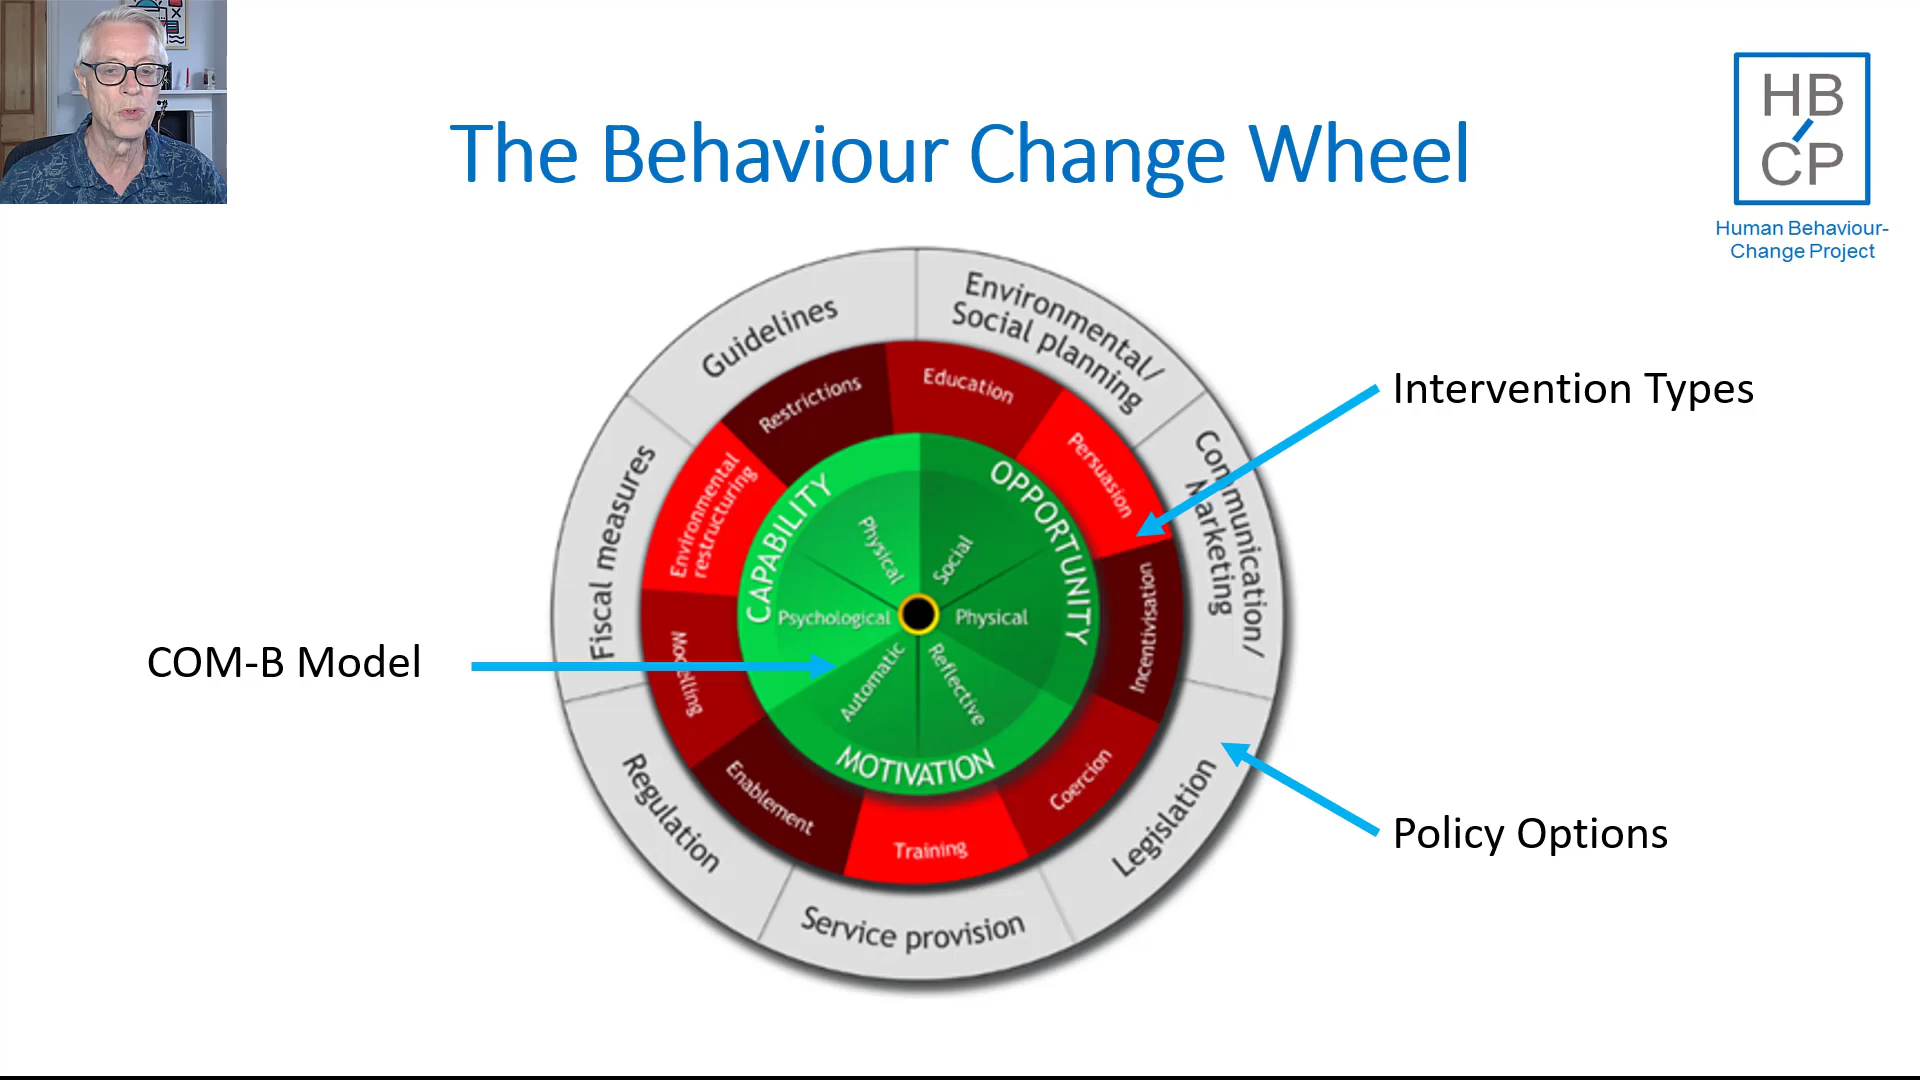 The Behaviour Change Wheel
HB
CP
Human Behaviour-
Change Project
Guidelines
Environmental/
Social planning
Communication/
Marketing
Legislation
Service provision
Regulation
Fiscal measures
Restrictions
Education
Persuasion
Incentivisation
Coercion
Training
Enablement
Modelling
Environmental
restructuring
CAPABILITY
OPPORTUNITY
MOTIVATION
Physical
Social
Psychological
Physical
Automatic
Reflective
Intervention Types
COM-B Model
Policy Options